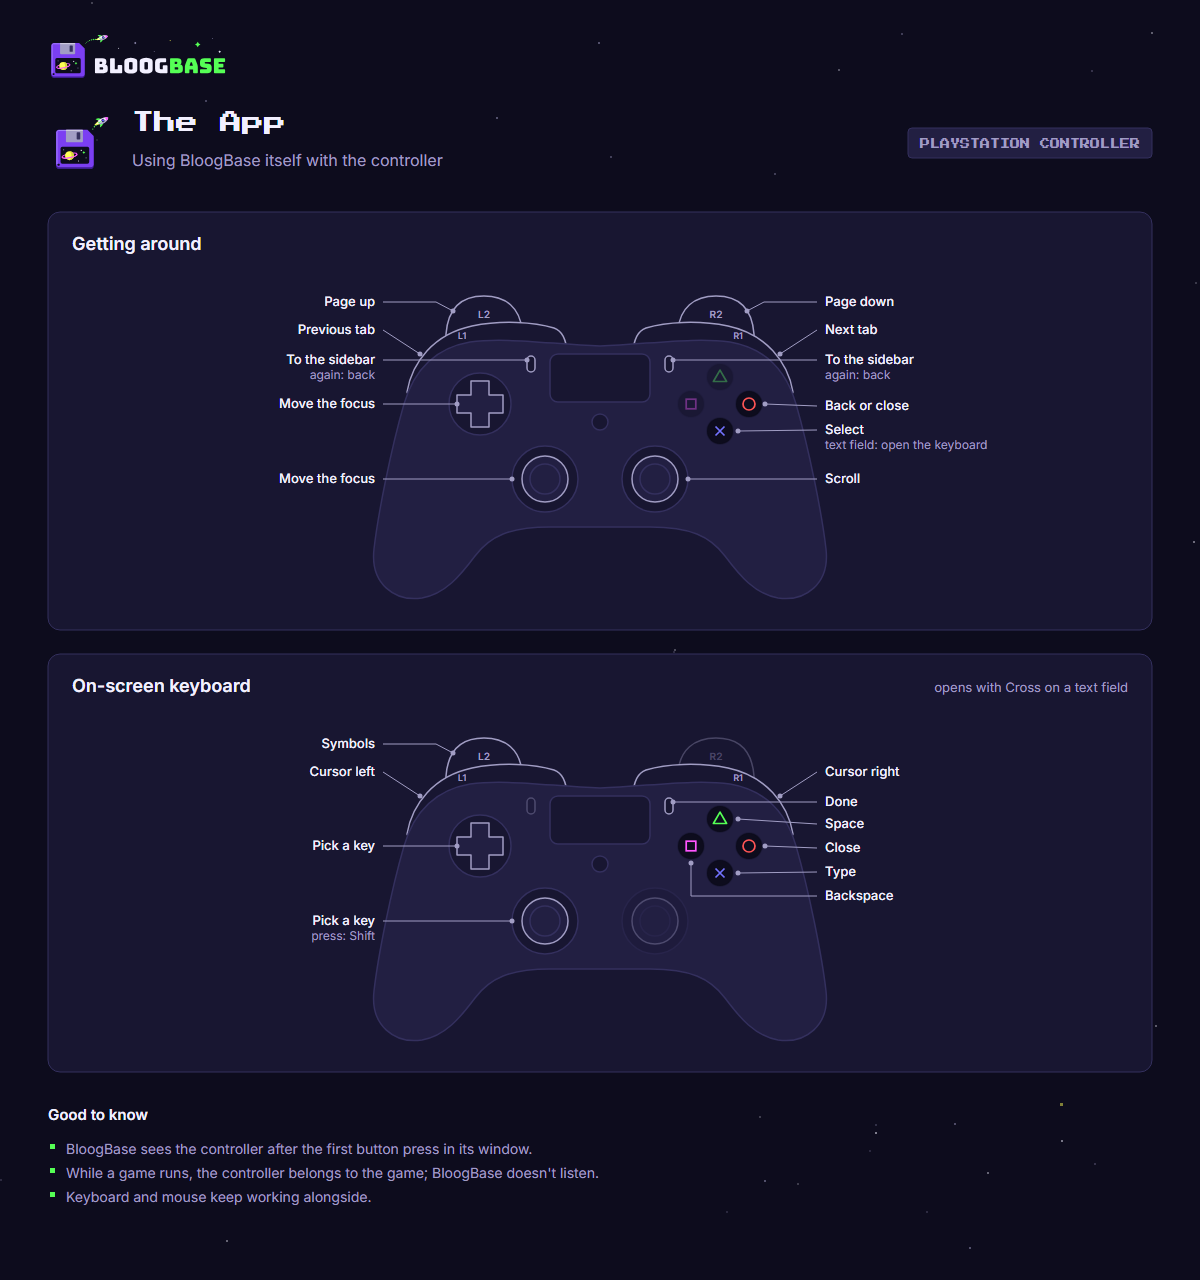 BLOOGBASE
The App
Using BloogBase itself with the controller
PLAYSTATION CONTROLLER
Getting around
Page up
Previous tab
To the sidebar
again: back
Move the focus
Move the focus
L2
L1
R2
R1
Page down
Next tab
To the sidebar
again: back
Back or close
Select
text field: open the keyboard
Scroll
On-screen keyboard
opens with Cross on a text field
Symbols
Cursor left
Pick a key
Pick a key
press: Shift
L2
L1
R2
R1
Cursor right
Done
Space
Close
Type
Backspace
Good to know
BloogBase sees the controller after the first button press in its window.
While a game runs, the controller belongs to the game; BloogBase doesn't listen.
Keyboard and mouse keep working alongside.